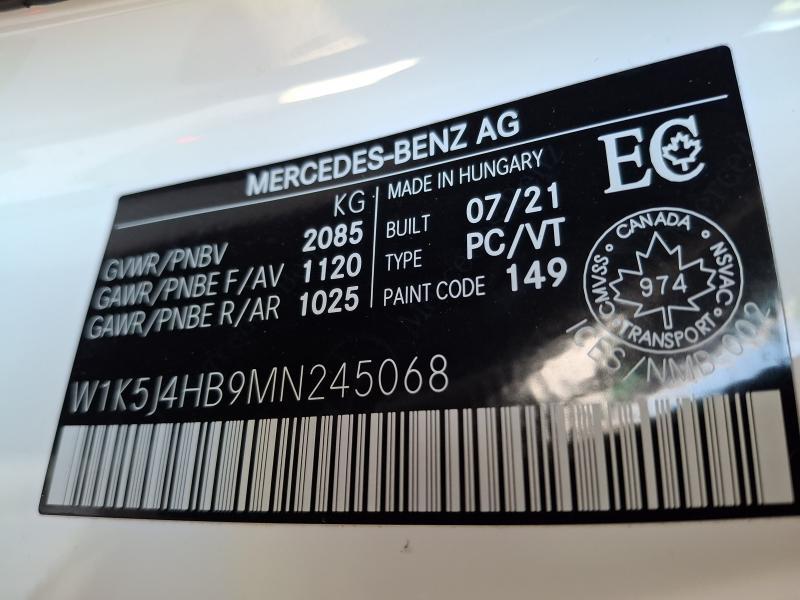 MERCEDES-BENZ AG
KG
GVWR/PNBV 2085
GAWR/PNBE F/AV 1120
GAWR/PNBE R/AR 1025
MADE IN HUNGARY
BUILT 07/21
TYPE PC/VT
PAINT CODE 149
EC
CANADA
CMVSS 974 NSVAC
TRANSPORT
ICES/NMB-002
W1K5J4HB9MN245068